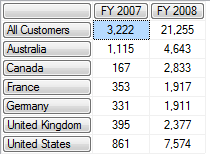 FY 2007 FY 2008
All Customers 3,222 21,255
Australia 1,115 4,643
Canada 167 2,833
France 353 1,917
Germany 331 1,911
United Kingdom 395 2,377
United States 861 7,574